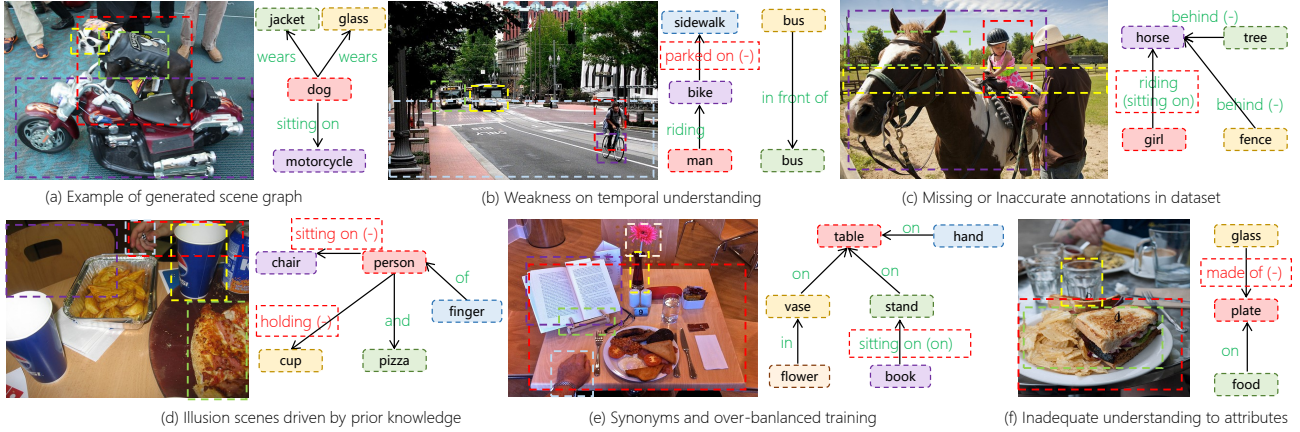 jacket glass
wears wears
dog
sitting on
motorcycle
(a) Example of generated scene graph
sidewalk bus
parked on (-)
bike
in front of
riding
man bus
(b) Weakness on temporal understanding
behind (-)
horse tree
riding
(sitting on)
behind (-)
girl fence
(c) Missing or Inaccurate annotations in dataset
sitting on (-)
chair person
of
holding (-) and finger
cup pizza
(d) Illusion scenes driven by prior knowledge
table on hand
on on
vase stand
in sitting on (on)
flower book
(e) Synonyms and over-banlanced training
glass
made of (-)
plate
on
food
(f) Inadequate understanding to attributes